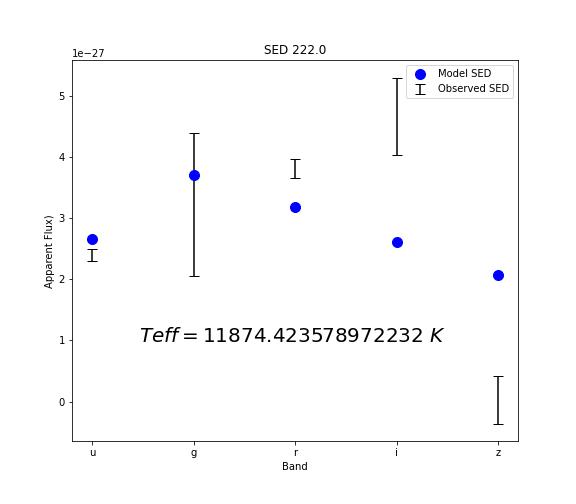 SED 222.0
1e−27
Model SED
Observed SED
5
4
3
2
1
0
Apparent Flux)
Teff = 11874.423578972232 K
u g r i z
Band